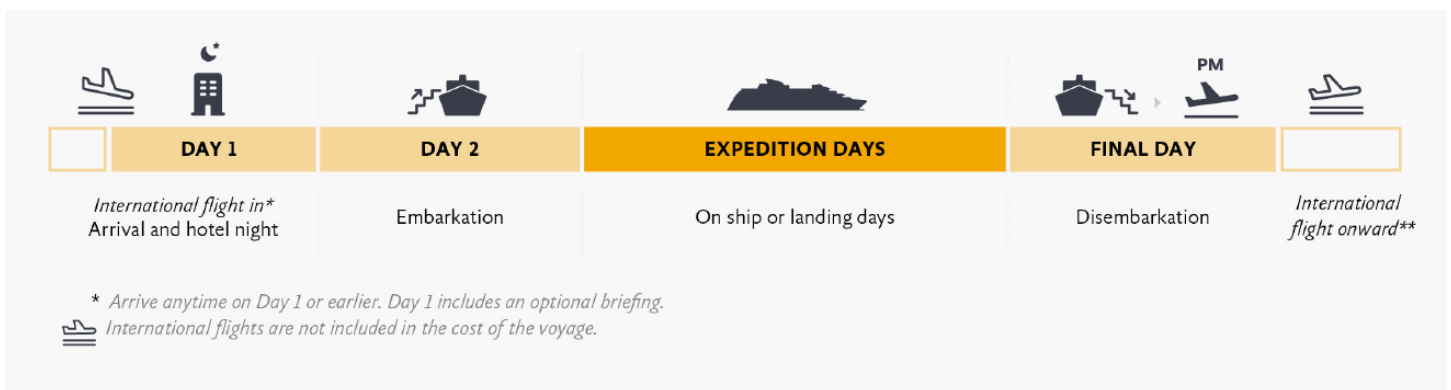 PM
DAY 1
DAY 2
EXPEDITION DAYS
FINAL DAY
International flight in*
Arrival and hotel night
Embarkation
On ship or landing days
Disembarkation
International
flight onward**
* Arrive anytime on Day 1 or earlier. Day 1 includes an optional briefing.
International flights are not included in the cost of the voyage.